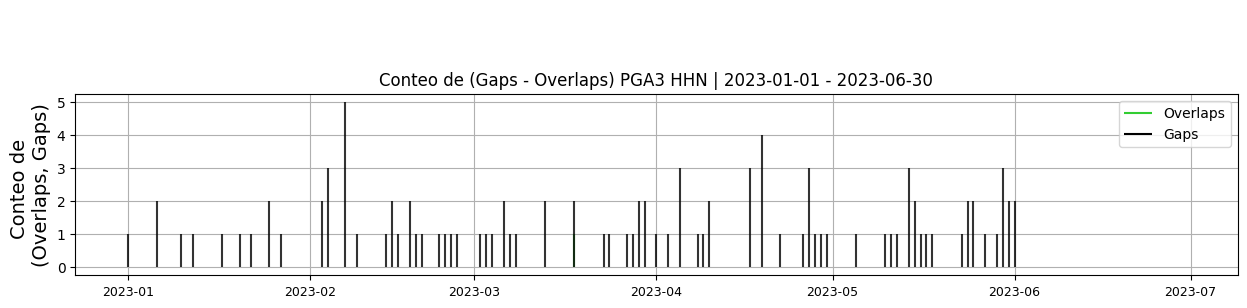 Conteo de (Gaps - Overlaps) PGA3 HHN | 2023-01-01 - 2023-06-30
Conteo de
(Overlaps, Gaps)
5
4
3
2
1
0
Overlaps
Gaps
2023-01
2023-02
2023-03
2023-04
2023-05
2023-06
2023-07